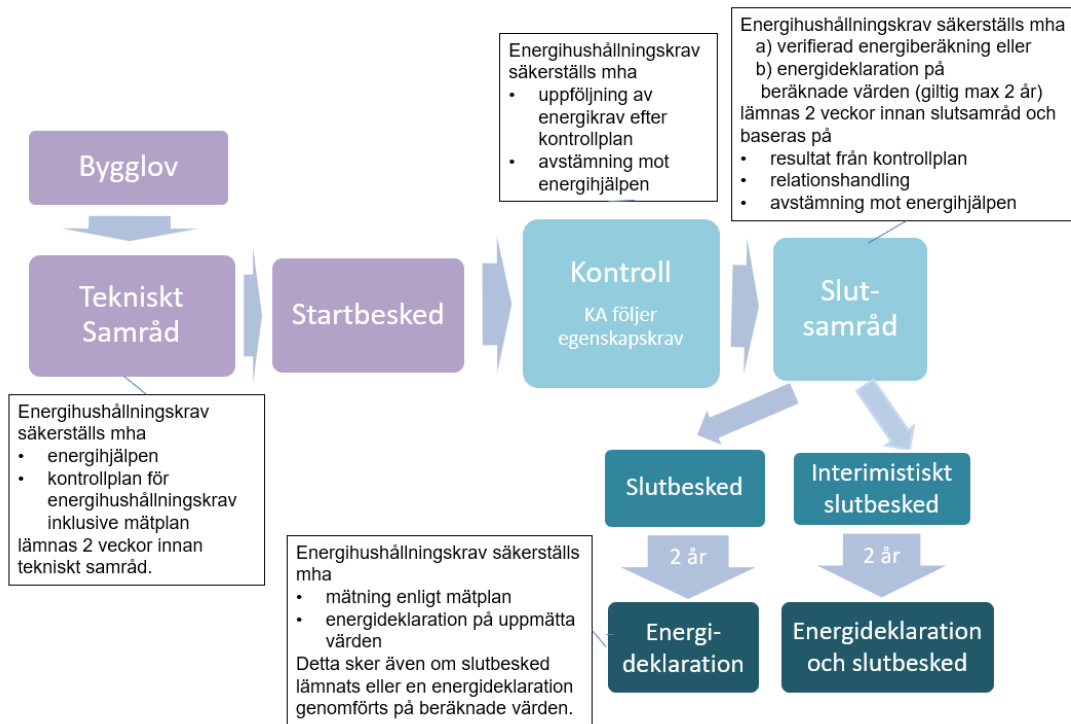 Energihushållningskrav
säkerställs mha
• uppföljning av
energikrav efter
kontrollplan
• avstämning mot
energihjälpen
Energihushållningskrav säkerställs mha
a) verifierad energiberäkning eller
b) energideklaration på
beräknade värden (giltig max 2 år)
lämnas 2 veckor innan slutsamråd och
baseras på
• resultat från kontrollplan
• relationshandling
• avstämning mot energihjälpen
Bygglov
Tekniskt
Samråd
Startbesked
Kontroll
KA följer
egenskapskrav
Slut-
samråd
Energihushållningskrav
säkerställs mha
• energihjälpen
• kontrollplan för
energihushållningskrav
inklusive mätplan
lämnas 2 veckor innan
tekniskt samråd.
Slutbesked
Interimistiskt
slutbesked
2 år
2 år
Energihushållningskrav säkerställs
mha
• mätning enligt mätplan
• energideklaration på uppmätta
värden
Detta sker även om slutbesked
lämnats eller en energideklaration
genomförts på beräknade värden.
Energi-
deklaration
Energideklaration
och slutbesked